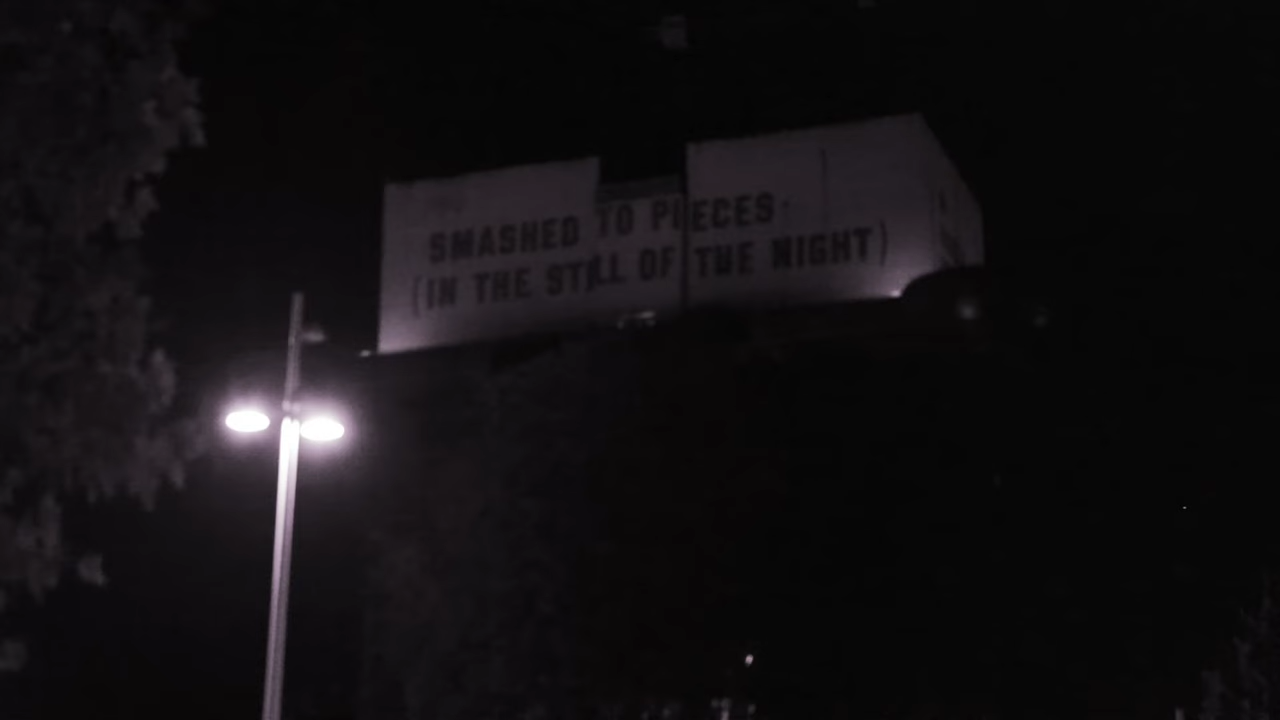 SMASHED TO PIECES
(IN THE STILL OF THE NIGHT)